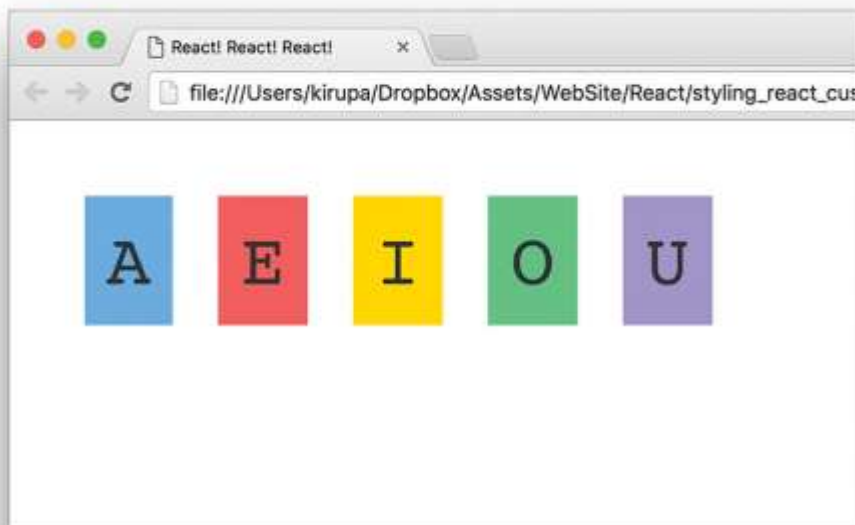 React! React! React!
file:///Users/kirupa/Dropbox/Assets/WebSite/React/styling_react_cus
A E I O U